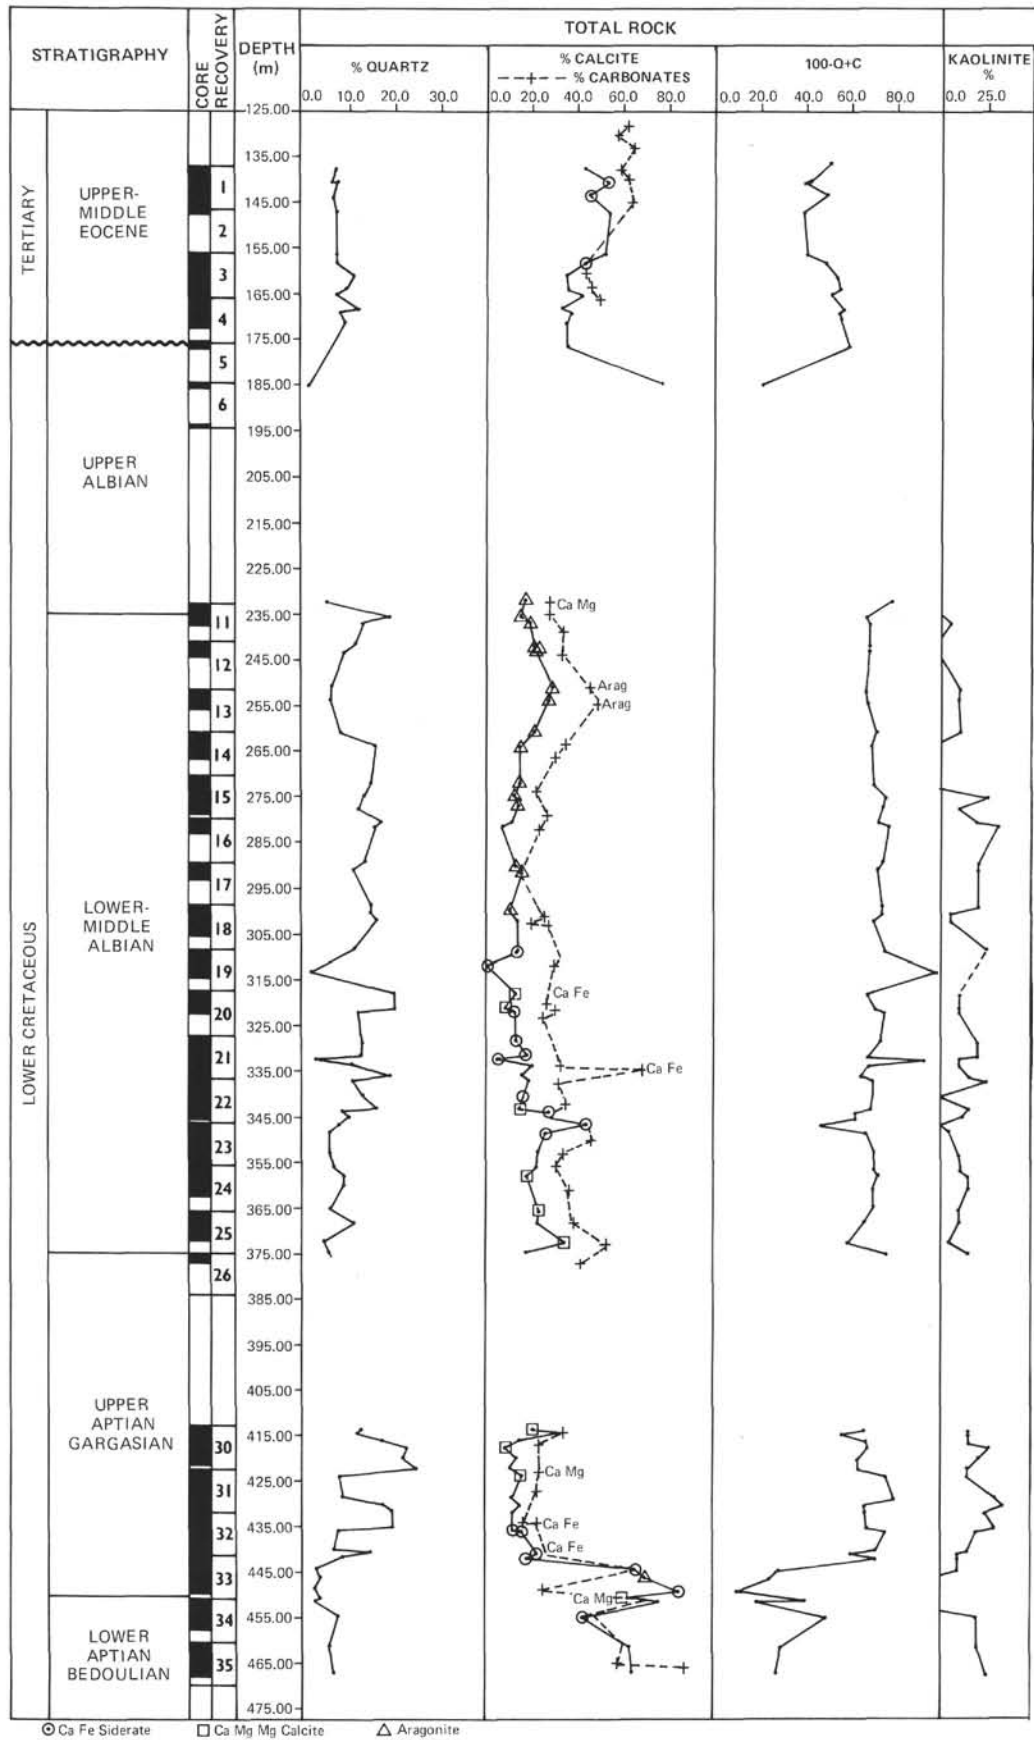 STRATIGRAPHY
CORE RECOVERY
DEPTH (m)
TOTAL ROCK
% QUARTZ
% CALCITE
--+-- % CARBONATES
100-Q+C
KAOLINITE
%
0.0 10.0 20.0 30.0
0.0 20.0 40.0 60.0 80.0
0.0 20.0 40.0 60.0 80.0
0.0 25.0
TERTIARY
UPPER-
MIDDLE
EOCENE
LOWER CRETACEOUS
UPPER
ALBIAN
LOWER-
MIDDLE
ALBIAN
UPPER
APTIAN
GARGASIAN
LOWER
APTIAN
BEDOULIAN
1
2
3
4
5
6
11
12
13
14
15
16
17
18
19
20
21
22
23
24
25
26
30
31
32
33
34
35
125.00
135.00
145.00
155.00
165.00
175.00
185.00
195.00
205.00
215.00
225.00
235.00
245.00
255.00
265.00
275.00
285.00
295.00
305.00
315.00
325.00
335.00
345.00
355.00
365.00
375.00
385.00
395.00
405.00
415.00
425.00
435.00
445.00
455.00
465.00
475.00
Ca Mg
Arag
Arag
Ca Fe
Ca Fe
Ca Mg
Ca Fe
Ca Fe
Ca Mg
Ca Fe Siderate
Ca Mg Mg Calcite
Aragonite